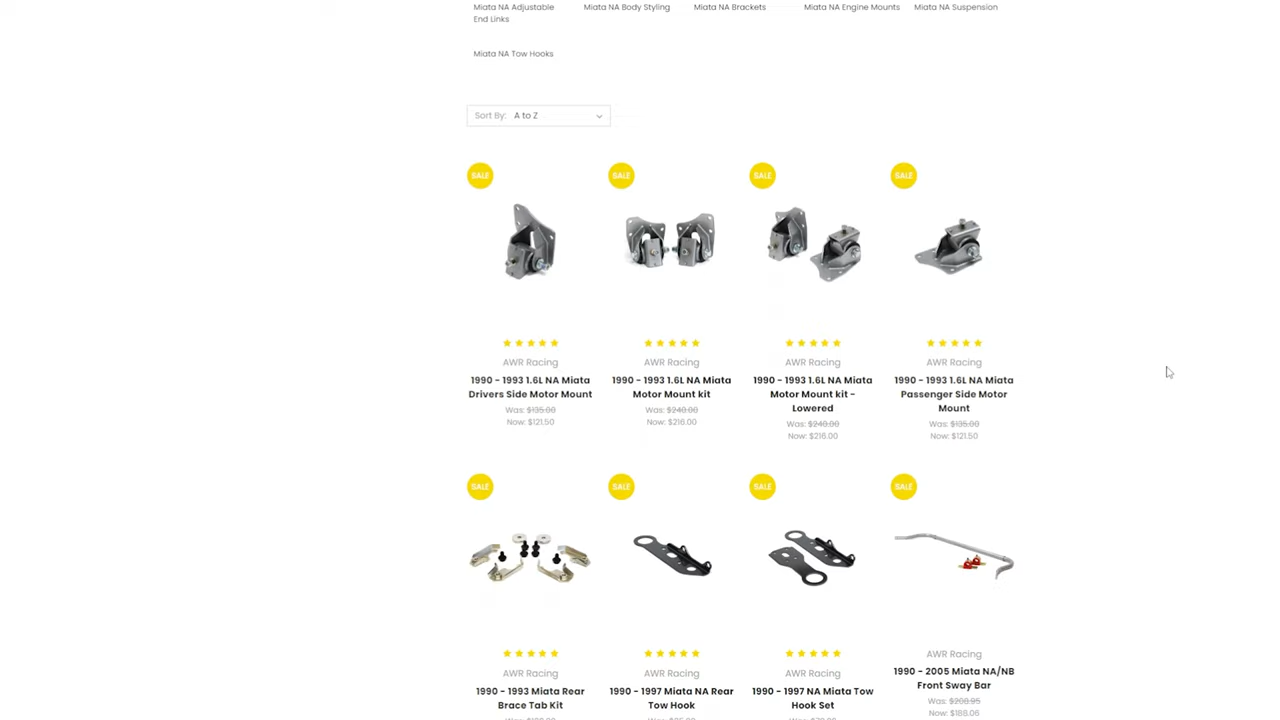 Miata NA Adjustable
End Links
Miata NA Body Styling
Miata NA Brackets
Miata NA Engine Mounts
Miata NA Suspension
Miata NA Tow Hooks
Sort By: A to Z
SALE
SALE
SALE
SALE
AWR Racing
1990 - 1993 1.6L NA Miata
Drivers Side Motor Mount
Was: $135.00
Now: $121.50
AWR Racing
1990 - 1993 1.6L NA Miata
Motor Mount kit
Was: $240.00
Now: $216.00
AWR Racing
1990 - 1993 1.6L NA Miata
Motor Mount kit -
Lowered
Was: $240.00
Now: $216.00
AWR Racing
1990 - 1993 1.6L NA Miata
Passenger Side Motor
Mount
Was: $135.00
Now: $121.50
SALE
SALE
SALE
SALE
AWR Racing
1990 - 1993 Miata Rear
Brace Tab Kit
Was:
AWR Racing
1990 - 1997 Miata NA Rear
Tow Hook
Was:
AWR Racing
1990 - 1997 NA Miata Tow
Hook Set
Was:
AWR Racing
1990 - 2005 Miata NA/NB
Front Sway Bar
Was: $208.95
Now: $188.06